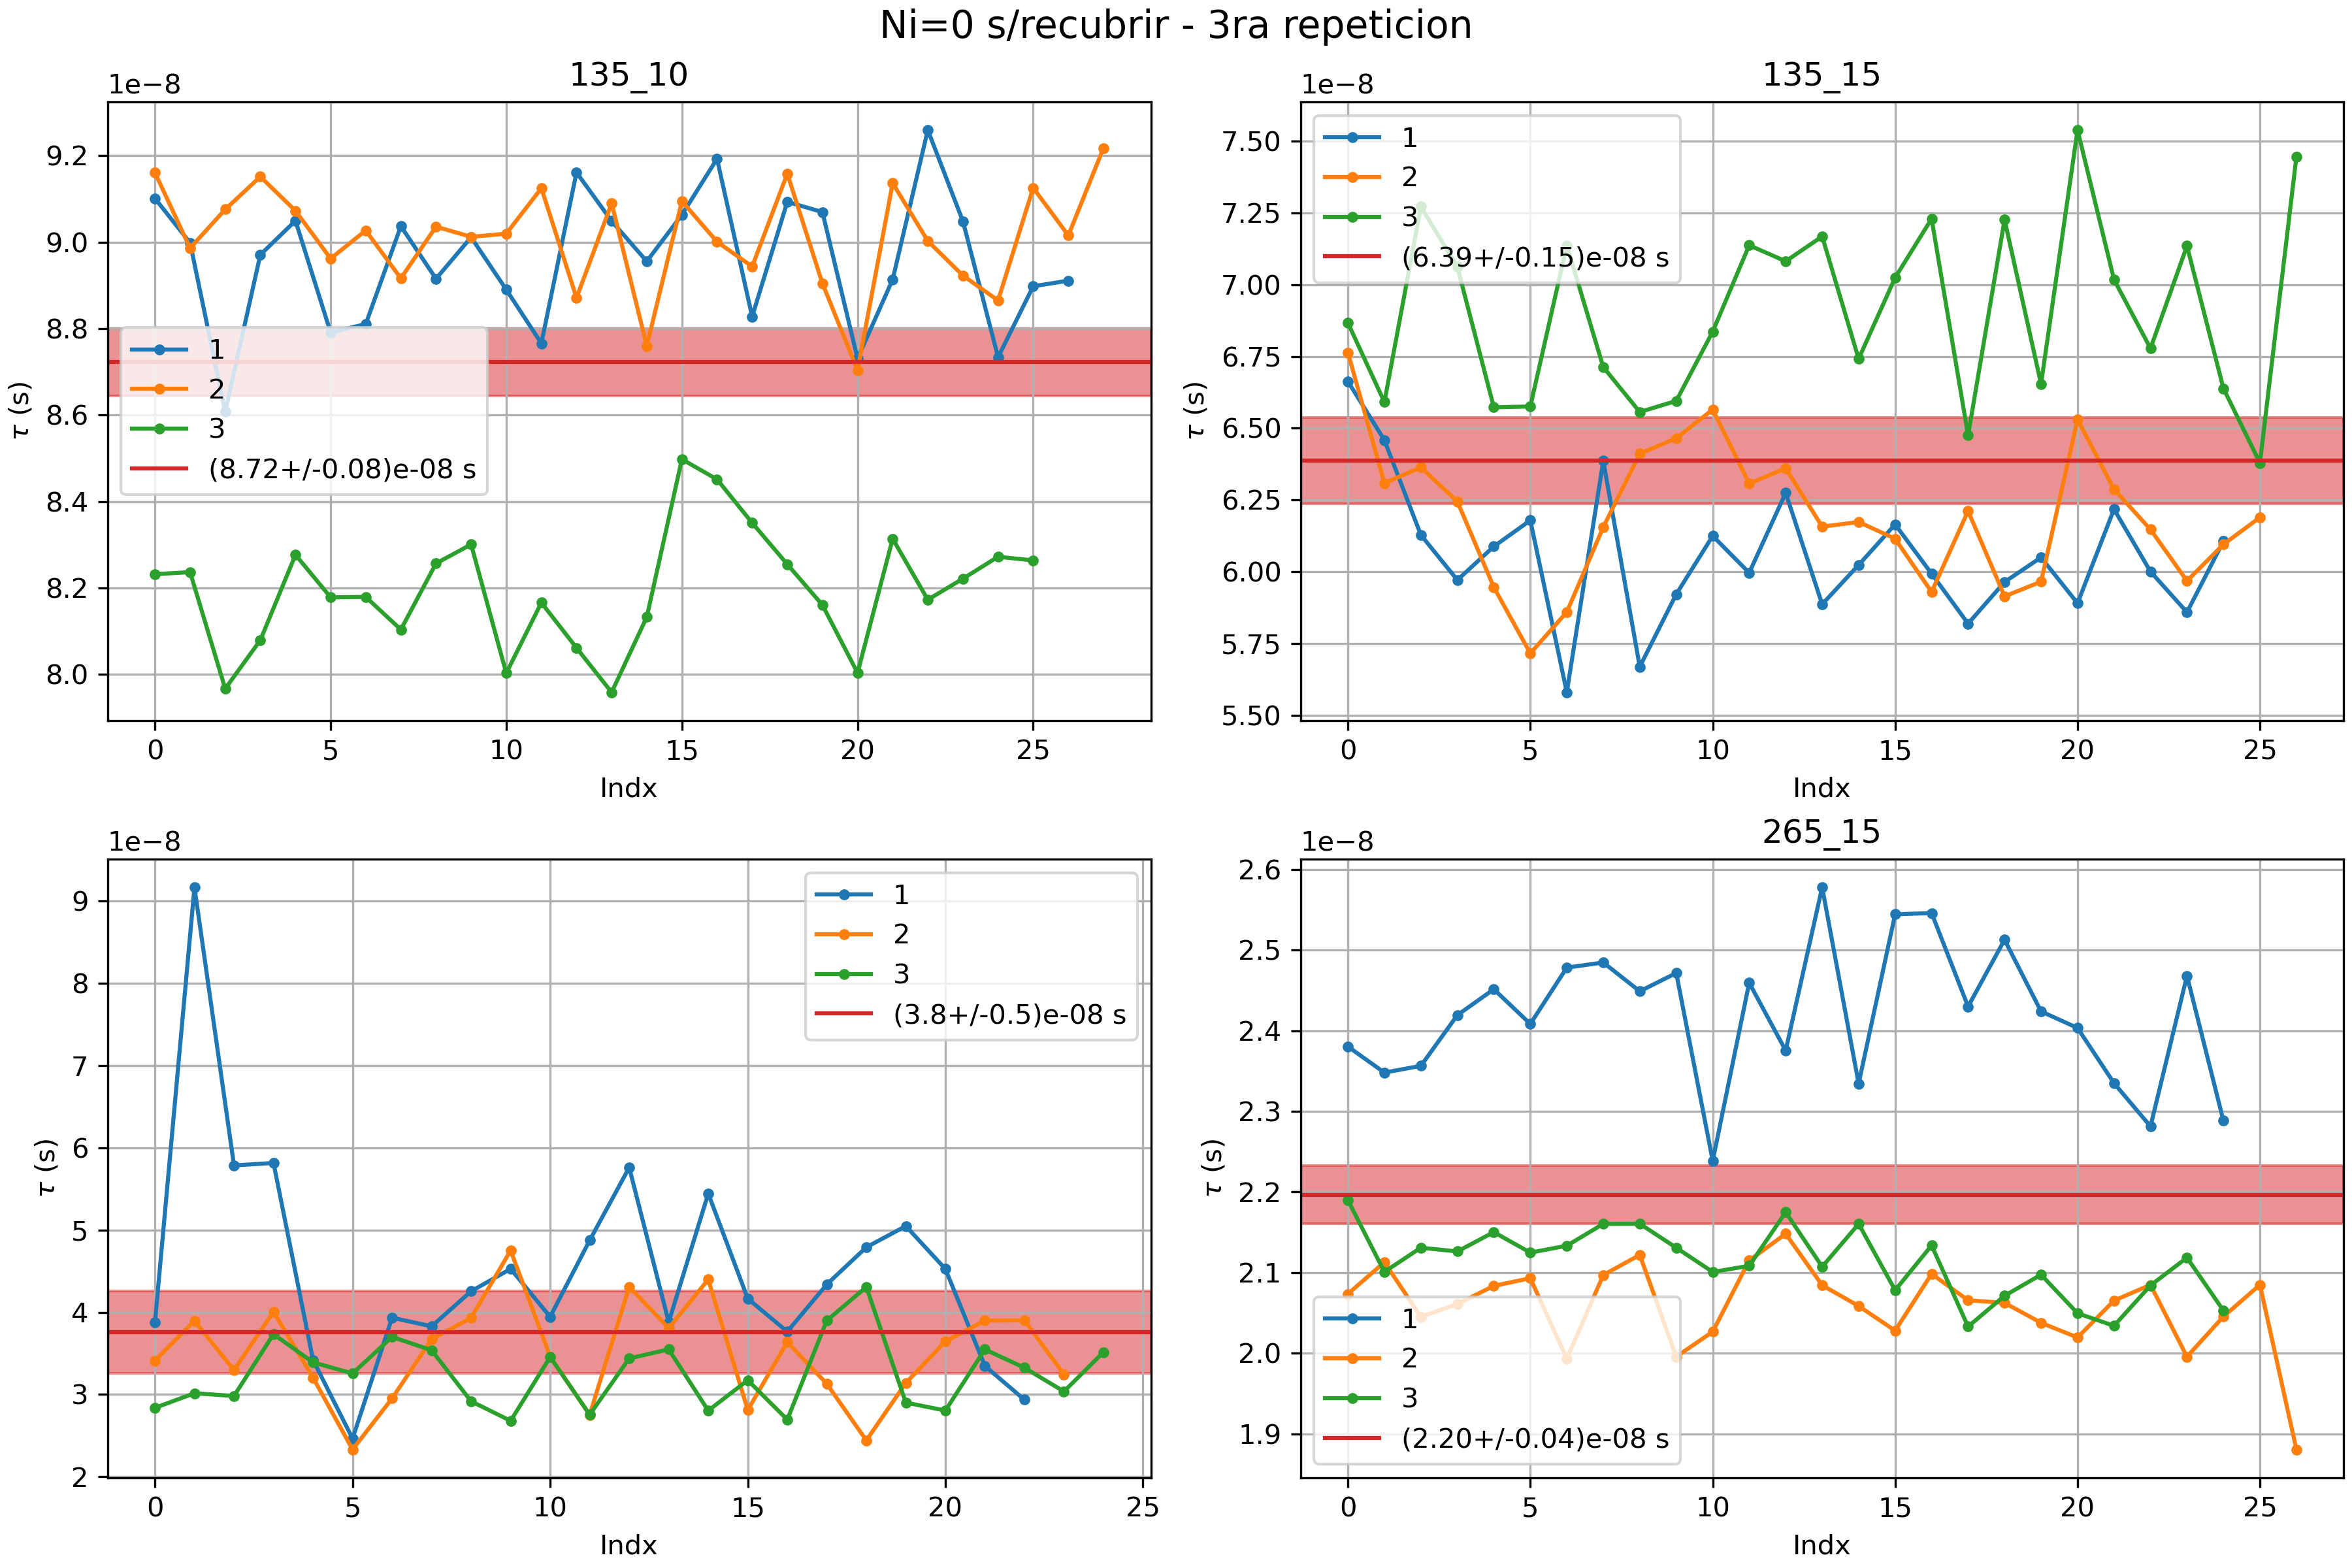 Ni=0 s/recubrir - 3ra repeticion
135_10
1e−8
9.2
9.0
8.8
8.6
8.4
8.2
8.0
τ (s)
1
2
3
(8.72+/-0.08)e-08 s
0 5 10 15 20 25
Indx
135_15
1e−8
7.50
7.25
7.00
6.75
6.50
6.25
6.00
5.75
5.50
τ (s)
1
2
3
(6.39+/-0.15)e-08 s
0 5 10 15 20 25
Indx
1e−8
9
8
7
6
5
4
3
2
τ (s)
1
2
3
(3.8+/-0.5)e-08 s
0 5 10 15 20 25
Indx
265_15
1e−8
2.6
2.5
2.4
2.3
2.2
2.1
2.0
1.9
τ (s)
1
2
3
(2.20+/-0.04)e-08 s
0 5 10 15 20 25
Indx